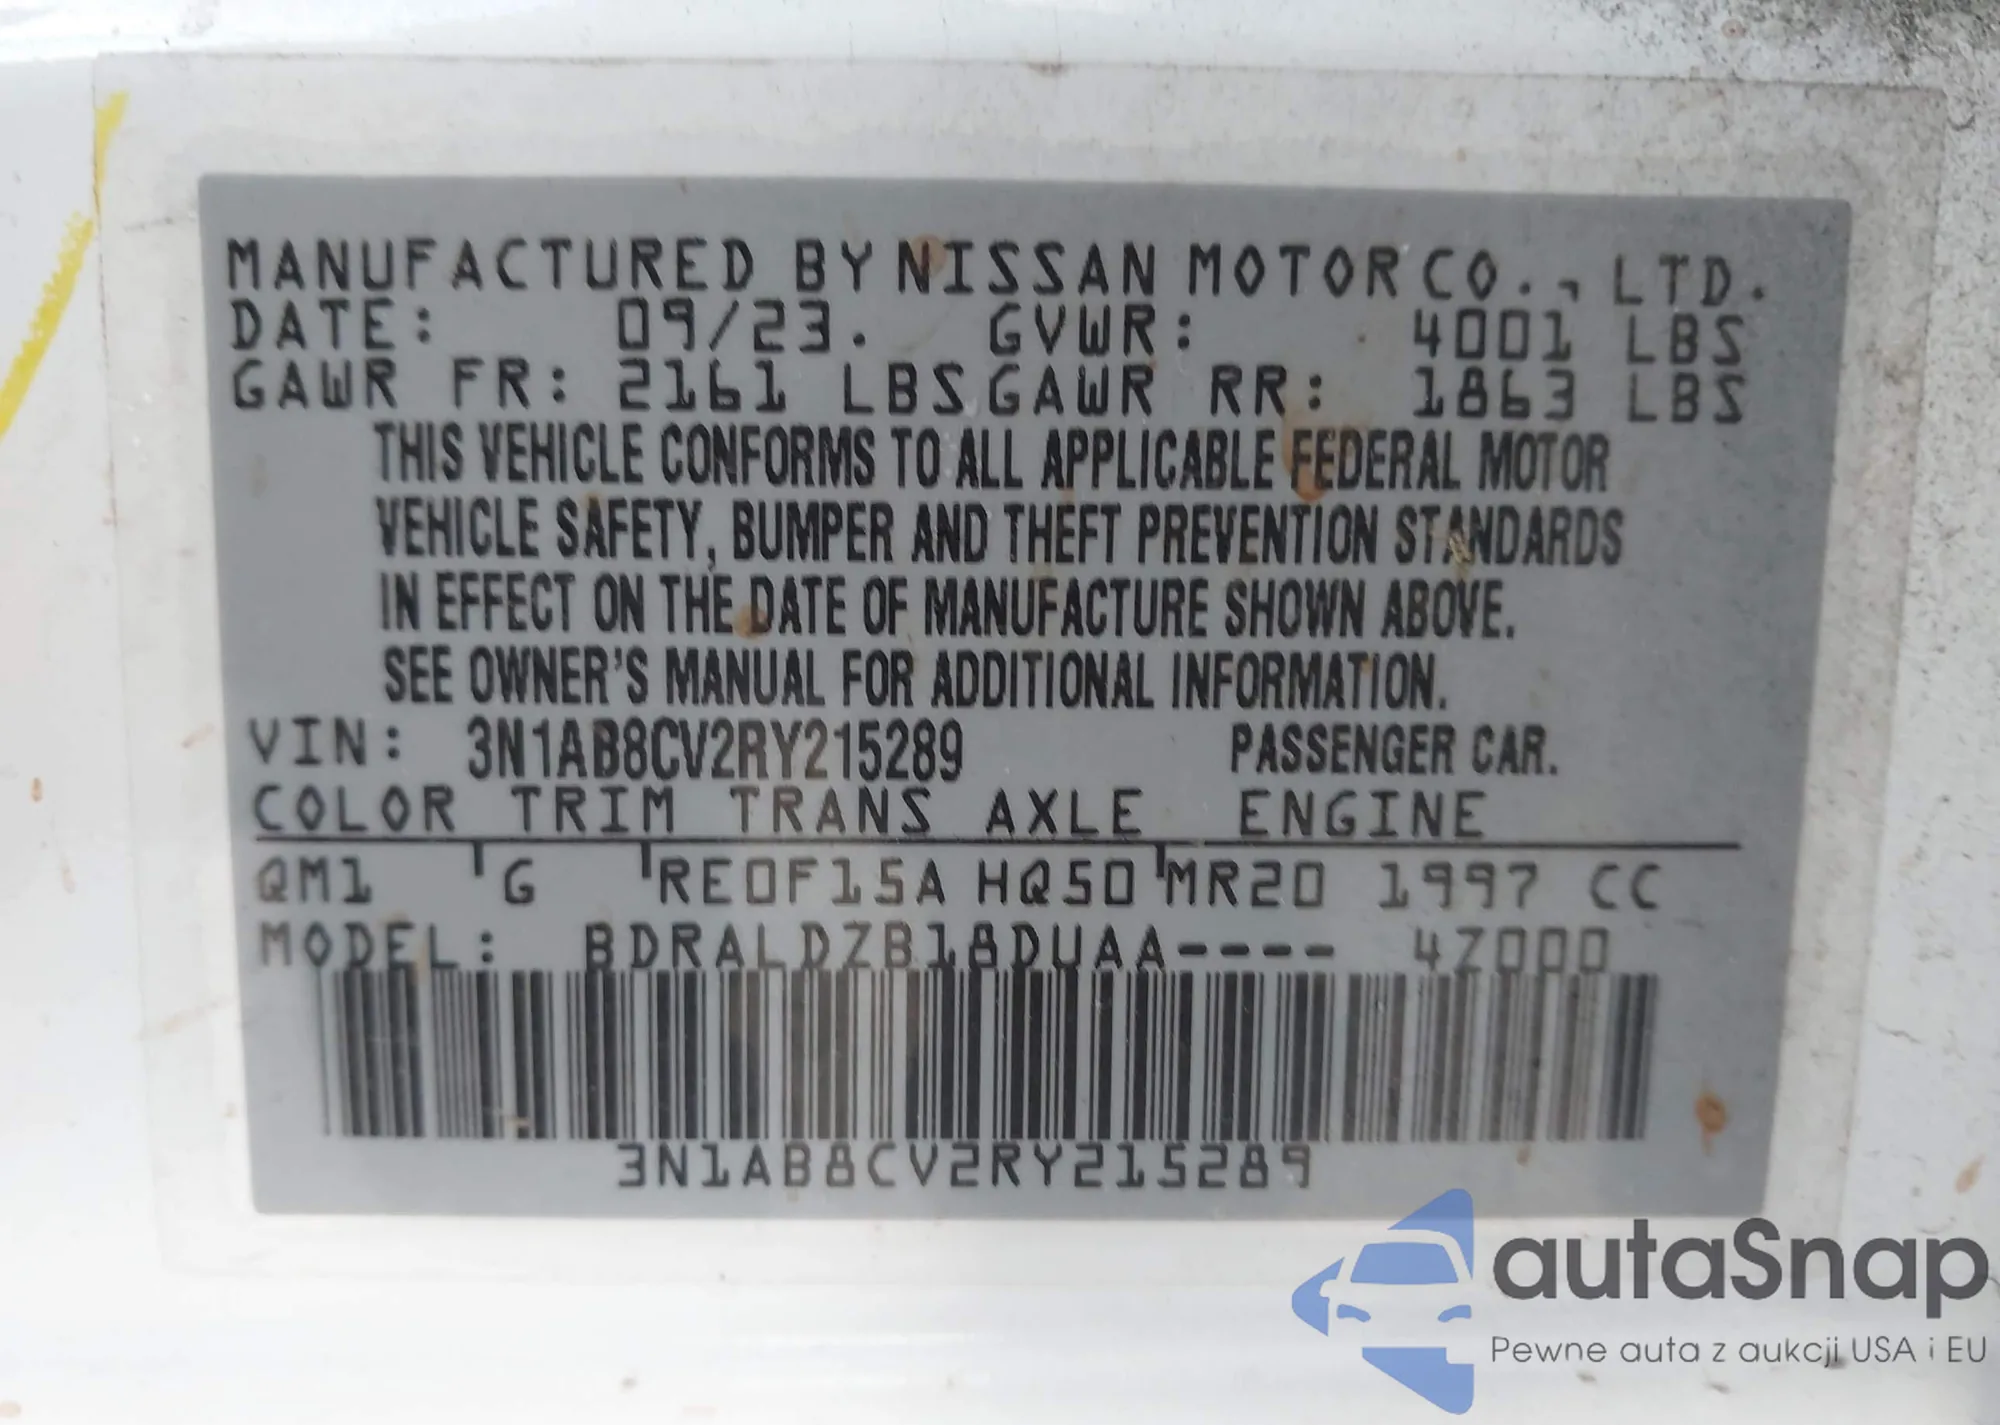 MANUFACTURED BY NISSAN MOTOR CO., LTD.
DATE: 09/23. GVWR: 4001 LBS
GAWR FR: 2161 LBS GAWR RR: 1863 LBS
THIS VEHICLE CONFORMS TO ALL APPLICABLE FEDERAL MOTOR
VEHICLE SAFETY, BUMPER AND THEFT PREVENTION STANDARDS
IN EFFECT ON THE DATE OF MANUFACTURE SHOWN ABOVE.
SEE OWNER'S MANUAL FOR ADDITIONAL INFORMATION.
VIN: 3N1AB8CV2RY215289 PASSENGER CAR.
COLOR TRIM TRANS AXLE ENGINE
QM1 G RE0F15A HQ50 MR20 1997 CC
MODEL: BDRALDZB18DUAA---- 4Z000
3N1AB8CV2RY215289
autaSnap
Pewne auta z aukcji USA i EU